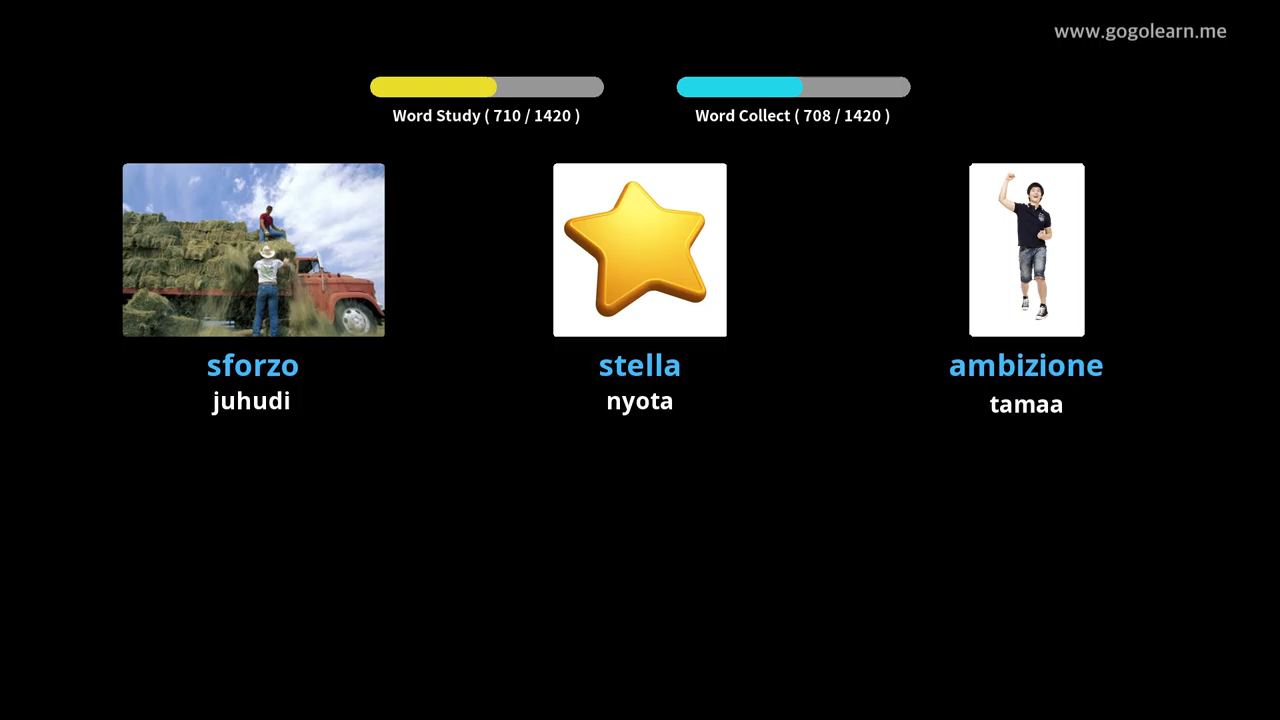 www.gogolearn.me
Word Study ( 710 / 1420 )
Word Collect ( 708 / 1420 )
sforzo
juhudi
stella
nyota
ambizione
tamaa